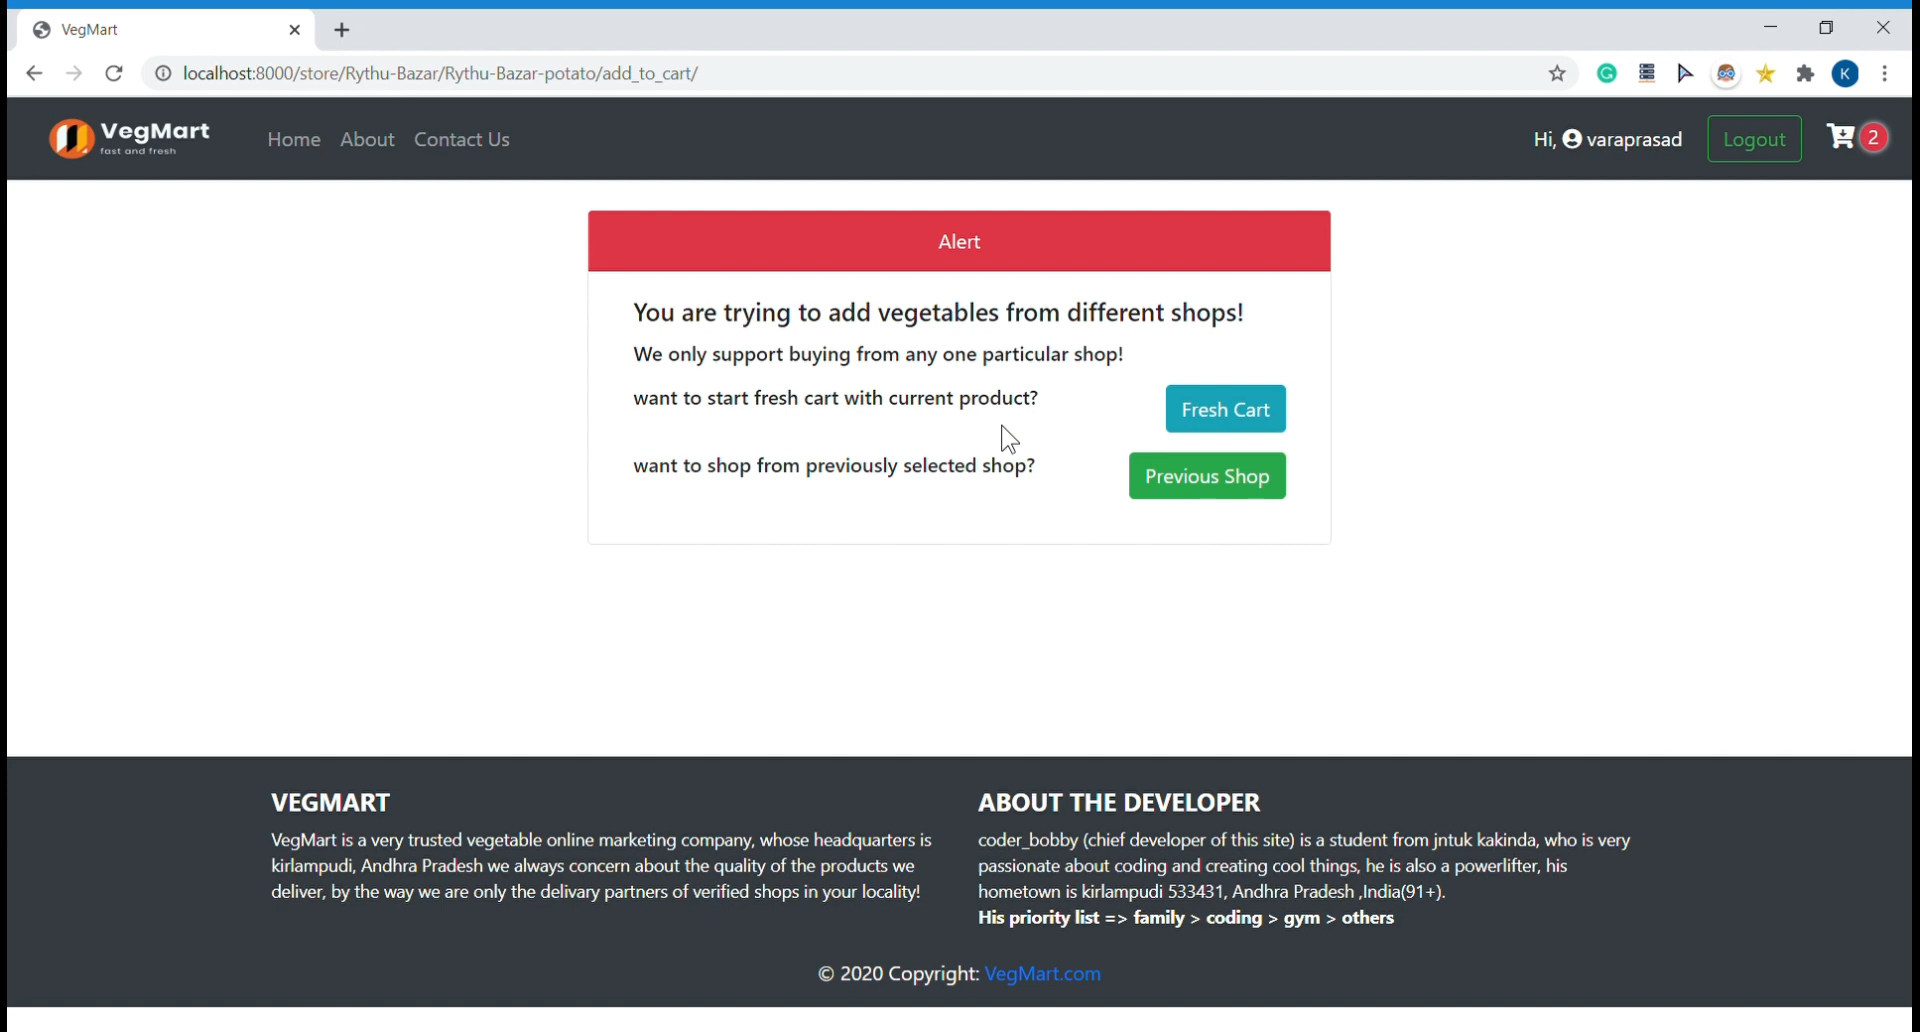 VegMart
localhost:8000/store/Rythu-Bazar/Rythu-Bazar-potato/add_to_cart/
K
VegMart
fast and fresh
Home About Contact Us
Hi, varaprasad Logout 2
Alert
You are trying to add vegetables from different shops!
We only support buying from any one particular shop!
want to start fresh cart with current product? Fresh Cart
want to shop from previously selected shop? Previous Shop
VEGMART
VegMart is a very trusted vegetable online marketing company, whose headquarters is
kirlampudi, Andhra Pradesh we always concern about the quality of the products we
deliver, by the way we are only the delivary partners of verified shops in your locality!
ABOUT THE DEVELOPER
coder_bobby (chief developer of this site) is a student from jntuk kakinda, who is very
passionate about coding and creating cool things, he is also a powerlifter, his
hometown is kirlampudi 533431, Andhra Pradesh ,India(91+).
His priority list => family > coding > gym > others
© 2020 Copyright: VegMart.com